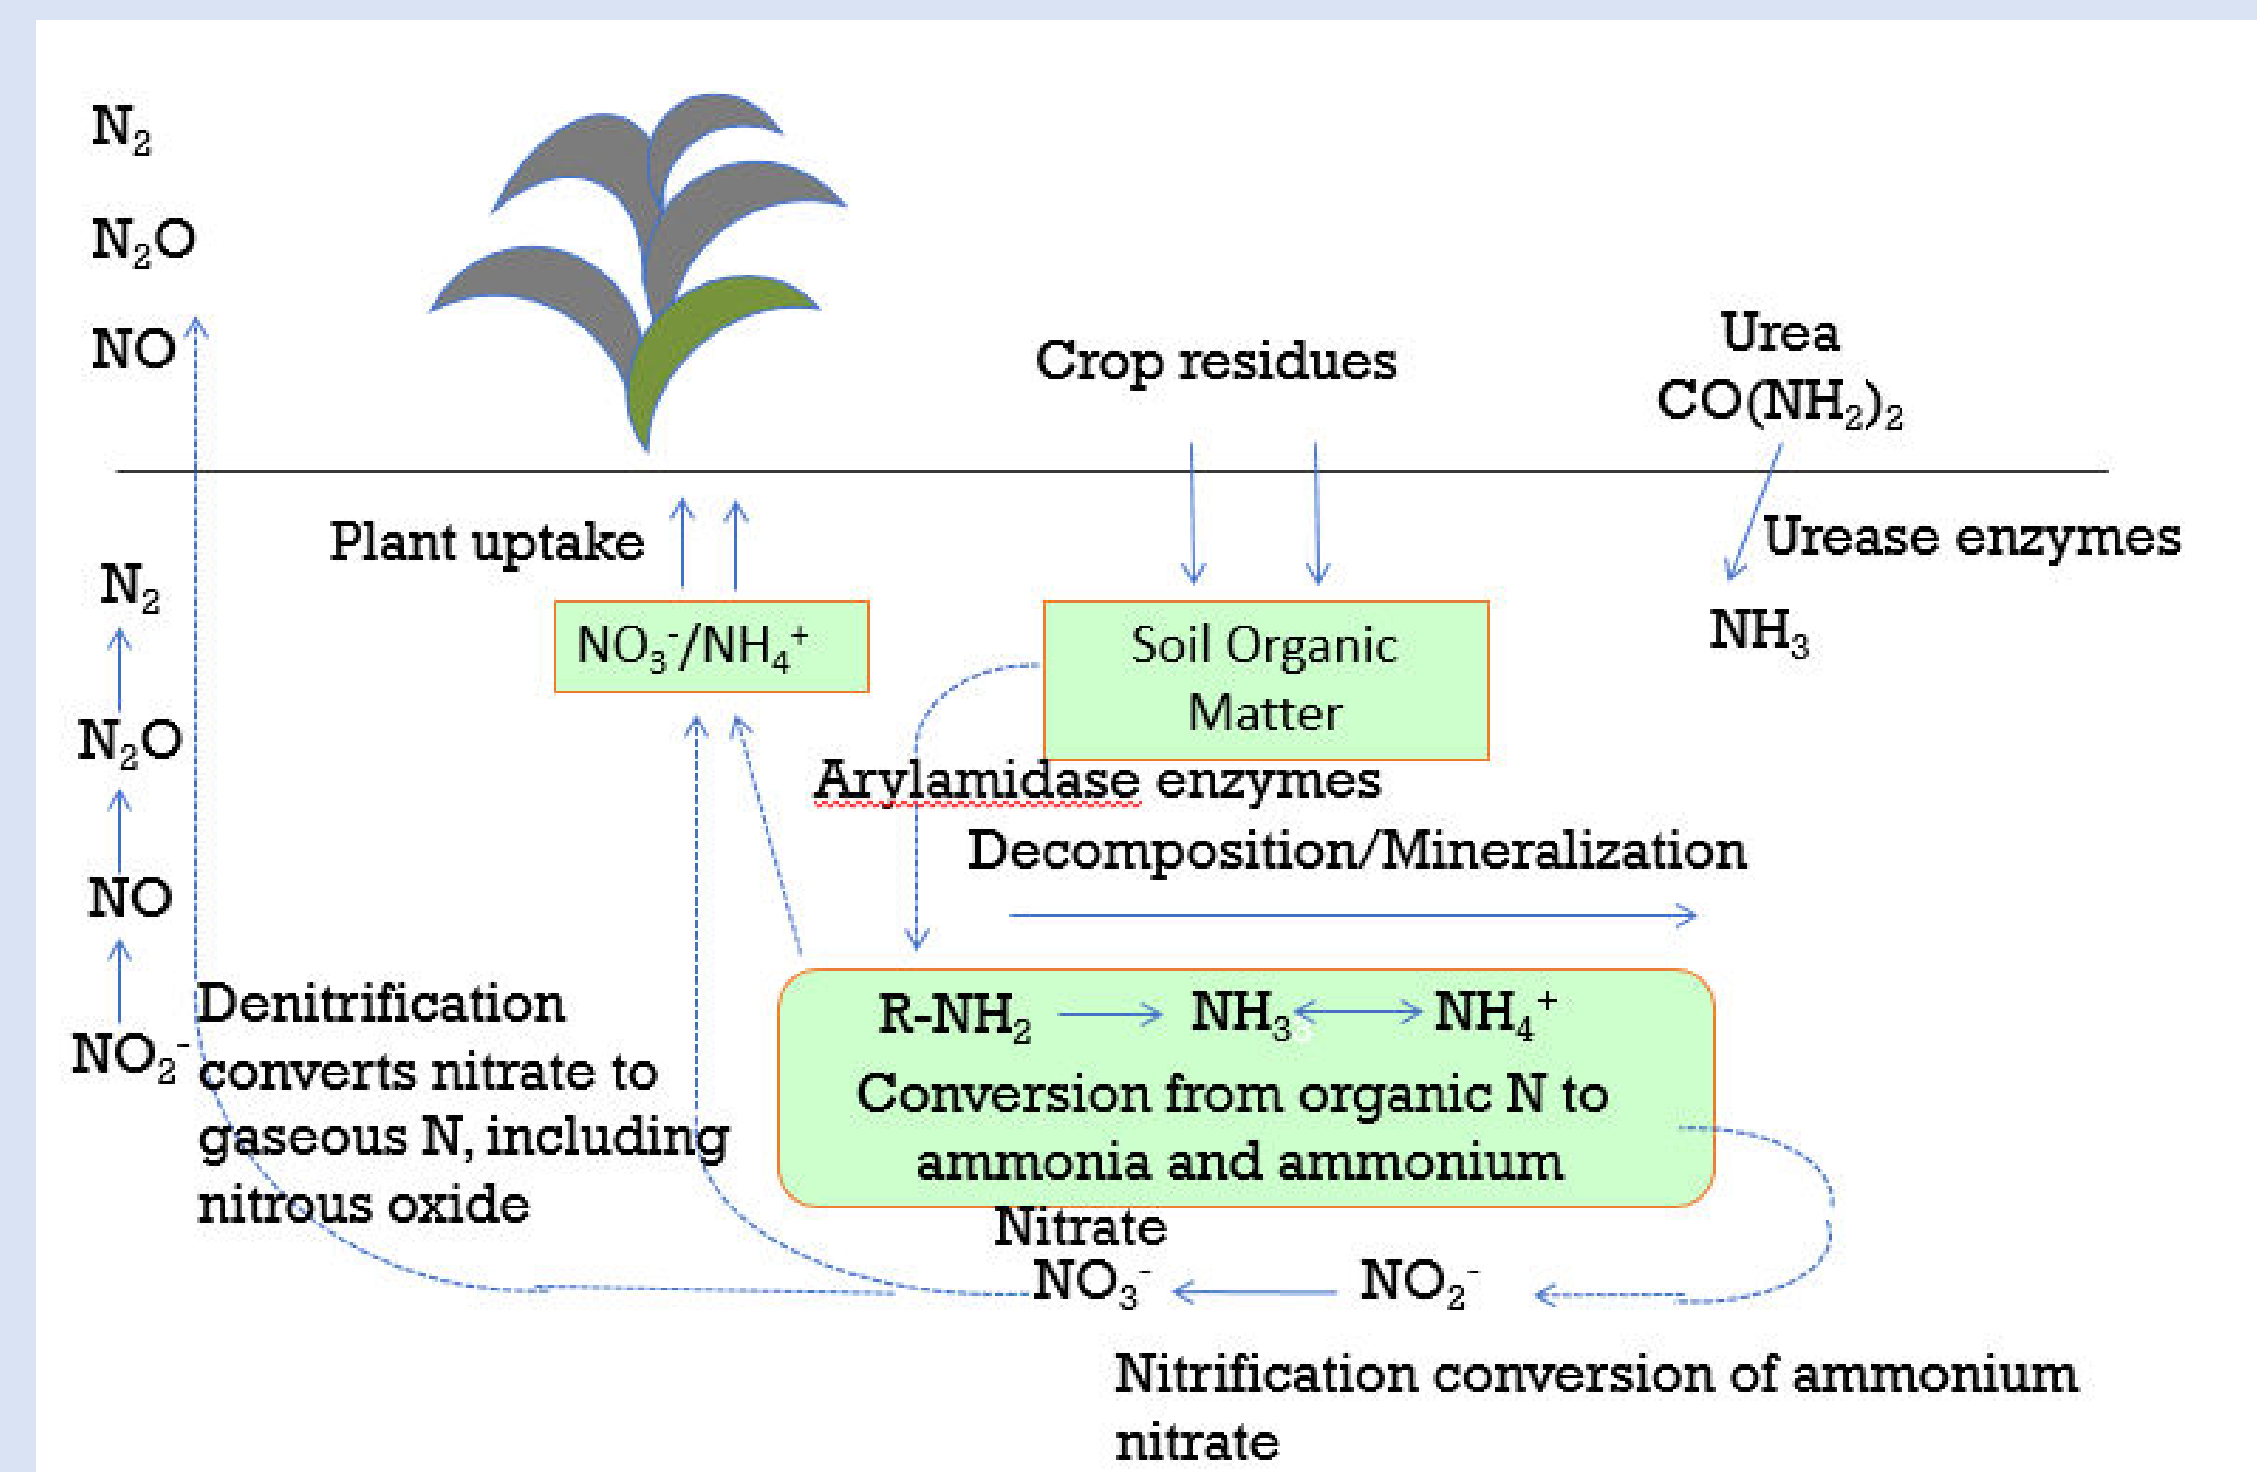 N₂
N₂O
NO
Crop residues
Urea
CO(NH₂)₂
Plant uptake
Urease enzymes
N₂
NO₃⁻/NH₄⁺
Soil Organic
Matter
NH₃
N₂O
Arylamidase enzymes
Decomposition/Mineralization
NO
Denitrification
converts nitrate to
gaseous N, including
nitrous oxide
NO₂⁻
R-NH₂ NH₃ NH₄⁺
Conversion from organic N to
ammonia and ammonium
Nitrate
NO₃⁻ NO₂⁻
Nitrification conversion of ammonium
nitrate